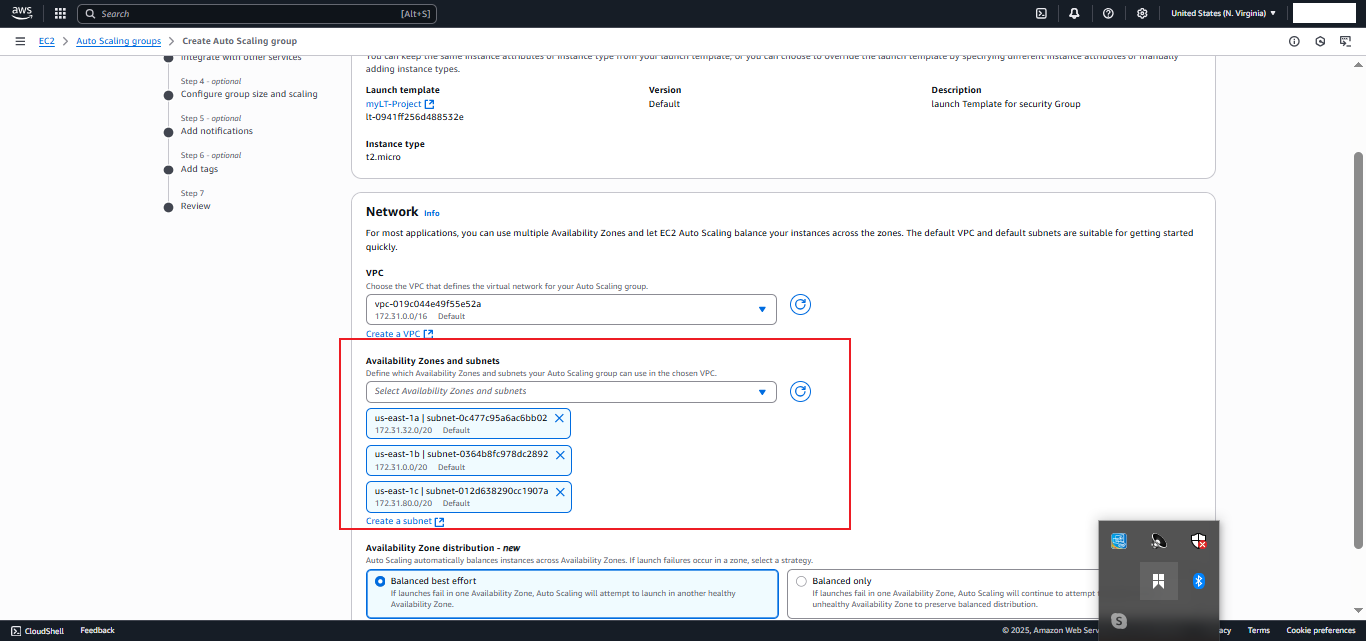 aws
Search
[Alt+S]
United States (N. Virginia)
EC2
Auto Scaling groups
Create Auto Scaling group
Integrate with other services
Step 4 - optional
Configure group size and scaling
Step 5 - optional
Add notifications
Step 6 - optional
Add tags
Step 7
Review
You can keep the same instance attributes or instance type from your launch template, or you can choose to override the launch template by specifying different instance attributes or manually
adding instance types.
Launch template
myLT-Project
lt-0941ff256d488532e
Version
Default
Description
launch Template for security Group
Instance type
t2.micro
Network Info
For most applications, you can use multiple Availability Zones and let EC2 Auto Scaling balance your instances across the zones. The default VPC and default subnets are suitable for getting started
quickly.
VPC
Choose the VPC that defines the virtual network for your Auto Scaling group.
vpc-019c044e49f55e52a
172.31.0.0/16 Default
Create a VPC
Availability Zones and subnets
Define which Availability Zones and subnets your Auto Scaling group can use in the chosen VPC.
Select Availability Zones and subnets
us-east-1a | subnet-0c477c95a6ac6bb02
172.31.32.0/20 Default
us-east-1b | subnet-0364b8fc978dc2892
172.31.0.0/20 Default
us-east-1c | subnet-012d638290cc1907a
172.31.80.0/20 Default
Create a subnet
Availability Zone distribution - new
Auto Scaling automatically balances instances across Availability Zones. If launch failures occur in a zone, select a strategy.
Balanced best effort
If launches fail in one Availability Zone, Auto Scaling will attempt to launch in another healthy
Availability Zone.
Balanced only
If launches fail in one Availability Zone, Auto Scaling will continue to attempt
unhealthy Availability Zone to preserve balanced distribution.
CloudShell
Feedback
© 2025, Amazon Web Serv
acy
Terms
Cookie preferences